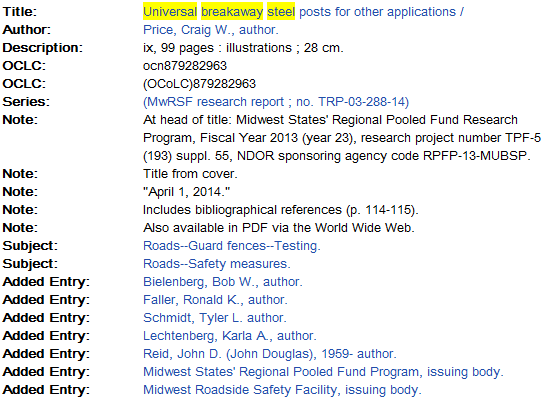 Title: Universal breakaway steel posts for other applications /
Author: Price, Craig W., author.
Description: ix, 99 pages : illustrations ; 28 cm.
OCLC: ocn879282963
OCLC: (OCoLC)879282963
Series: (MwRSF research report ; no. TRP-03-288-14)
Note: At head of title: Midwest States' Regional Pooled Fund Research
Program, Fiscal Year 2013 (year 23), research project number TPF-5
(193) suppl. 55, NDOR sponsoring agency code RPFP-13-MUBSP.
Note: Title from cover.
Note: "April 1, 2014."
Note: Includes bibliographical references (p. 114-115).
Note: Also available in PDF via the World Wide Web.
Subject: Roads--Guard fences--Testing.
Subject: Roads--Safety measures.
Added Entry: Bielenberg, Bob W., author.
Added Entry: Faller, Ronald K., author.
Added Entry: Schmidt, Tyler L. author.
Added Entry: Lechtenberg, Karla A., author.
Added Entry: Reid, John D. (John Douglas), 1959- author.
Added Entry: Midwest States' Regional Pooled Fund Program, issuing body.
Added Entry: Midwest Roadside Safety Facility, issuing body.